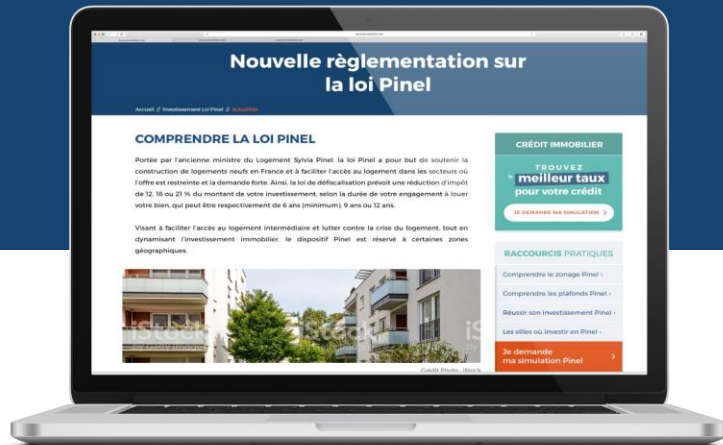 Nouvelle règlementation sur
la loi Pinel
Accueil // Investissement Loi Pinel // Actualités
COMPRENDRE LA LOI PINEL
Portée par l'ancienne ministre du Logement Sylvia Pinel, la loi Pinel a pour but de soutenir la
construction de logements neufs en France et à faciliter l'accès au logement dans les secteurs où
l'offre est restreinte et la demande forte. Ainsi, la loi de défiscalisation prévoit une réduction d'impôt
de 12, 18 ou 21 % du montant de votre investissement, selon la durée de votre engagement à louer
votre bien, qui peut être respectivement de 6 ans (minimum), 9 ans ou 12 ans.
Visant à faciliter l'accès au logement intermédiaire et lutter contre la crise du logement, tout en
dynamisant l'investissement immobilier, le dispositif Pinel est réservé à certaines zones
géographiques.
iStock
iStock
iS
Crédit Photo : iStock
CRÉDIT IMMOBILIER
TROUVEZ
le meilleur taux
pour votre crédit
JE DEMANDE MA SIMULATION >
RACCOURCIS PRATIQUES
Comprendre le zonage Pinel ›
Comprendre les plafonds Pinel ›
Réussir son investissement Pinel ›
Les villes où investir en Pinel ›
Je demande
ma simulation Pinel >